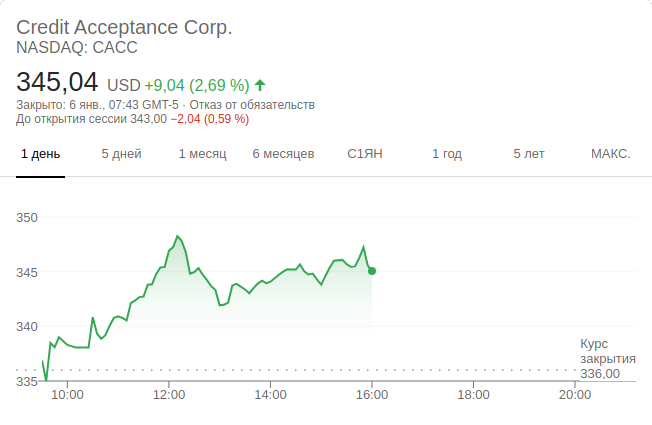 Credit Acceptance Corp.
NASDAQ: CACC
345,04 USD +9,04 (2,69 %)
Закрыто: 6 янв., 07:43 GMT-5 · Отказ от обязательств
До открытия сессии 343,00 −2,04 (0,59 %)
1 день 5 дней 1 месяц 6 месяцев С1ЯН 1 год 5 лет МАКС.
350
345
340
Курс
закрытия
336,00
335
10:00 12:00 14:00 16:00 18:00 20:00